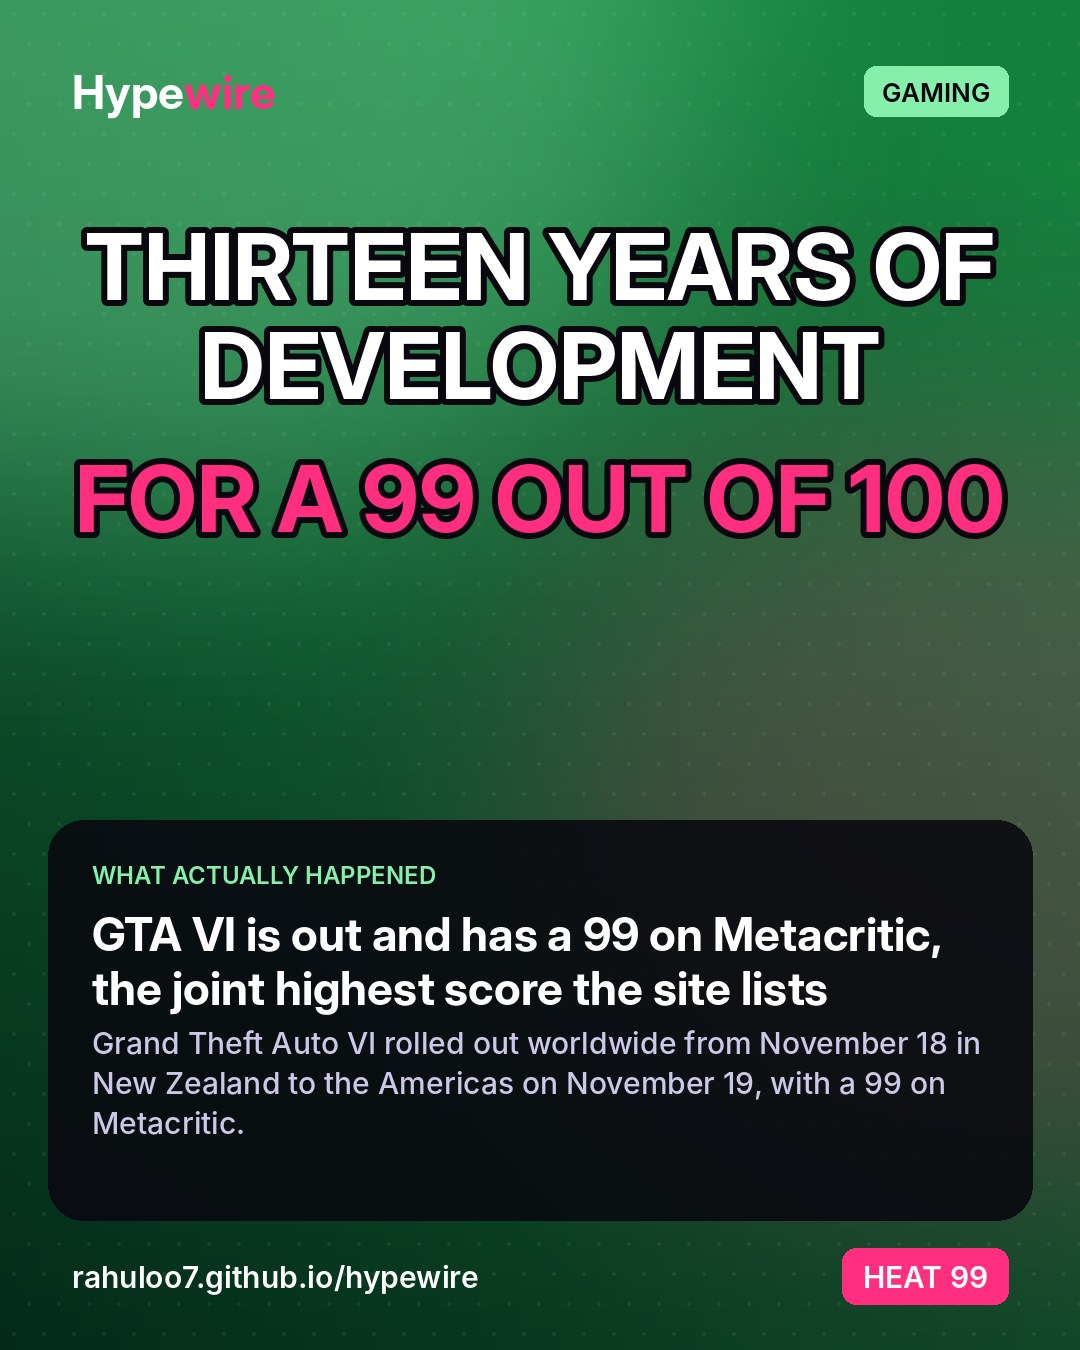 Hypewire
GAMING
THIRTEEN YEARS OF
DEVELOPMENT
FOR A 99 OUT OF 100
WHAT ACTUALLY HAPPENED
GTA VI is out and has a 99 on Metacritic,
the joint highest score the site lists
Grand Theft Auto VI rolled out worldwide from November 18 in
New Zealand to the Americas on November 19, with a 99 on
Metacritic.
rahuloo7.github.io/hypewire
HEAT 99